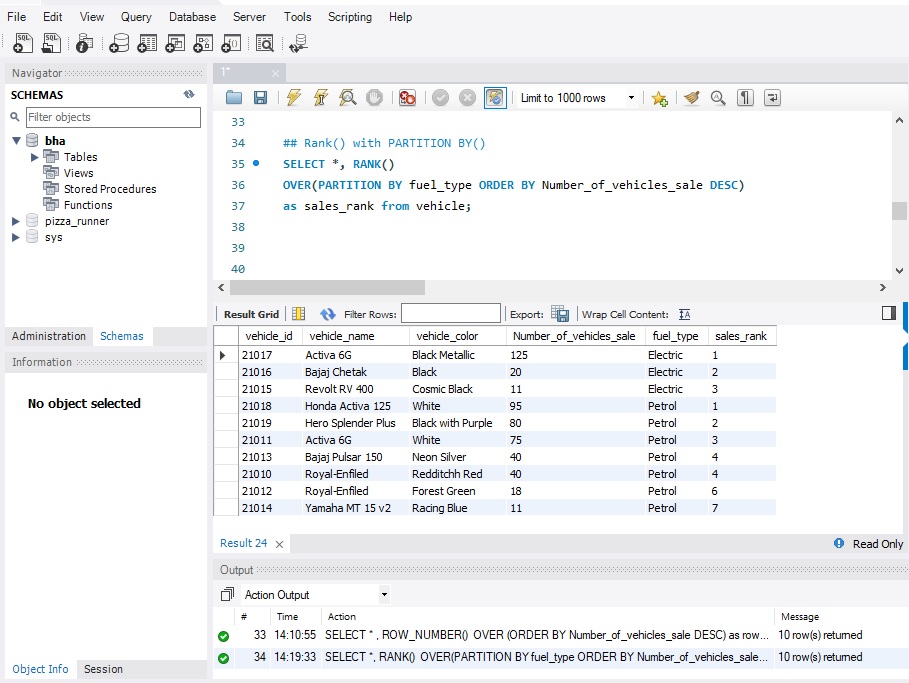 File Edit View Query Database Server Tools Scripting Help
Navigator
1*
SCHEMAS
Limit to 1000 rows
Filter objects
bha
Tables
Views
Stored Procedures
Functions
pizza_runner
sys
33
34 ## Rank() with PARTITION BY()
35 SELECT *, RANK()
36 OVER(PARTITION BY fuel_type ORDER BY Number_of_vehicles_sale DESC)
37 as sales_rank from vehicle;
38
39
40
Result Grid Filter Rows: Export: Wrap Cell Content:
Administration Schemas
Information
No object selected
vehicle_id vehicle_name vehicle_color Number_of_vehicles_sale fuel_type sales_rank
21017 Activa 6G Black Metallic 125 Electric 1
21016 Bajaj Chetak Black 20 Electric 2
21015 Revolt RV 400 Cosmic Black 11 Electric 3
21018 Honda Activa 125 White 95 Petrol 1
21019 Hero Splender Plus Black with Purple 80 Petrol 2
21011 Activa 6G White 75 Petrol 3
21013 Bajaj Pulsar 150 Neon Silver 40 Petrol 4
21010 Royal-Enfiled Redditchh Red 40 Petrol 4
21012 Royal-Enfiled Forest Green 18 Petrol 6
21014 Yamaha MT 15 v2 Racing Blue 11 Petrol 7
Result 24 Read Only
Output
Action Output
# Time Action Message
33 14:10:55 SELECT * , ROW_NUMBER() OVER (ORDER BY Number_of_vehicles_sale DESC) as row... 10 row(s) returned
34 14:19:33 SELECT *, RANK() OVER(PARTITION BY fuel_type ORDER BY Number_of_vehicles_sale... 10 row(s) returned
Object Info Session